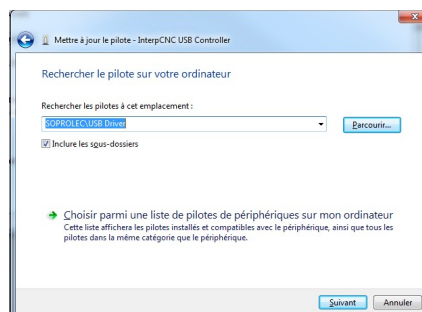 Mettre à jour le pilote - InterpCNC USB Controller
Rechercher le pilote sur votre ordinateur
Rechercher les pilotes à cet emplacement :
SOPROLEC\USB Driver
Parcourir...
Inclure les sous-dossiers
Choisir parmi une liste de pilotes de périphériques sur mon ordinateur
Cette liste affichera les pilotes installés et compatibles avec le périphérique, ainsi que tous les
pilotes dans la même catégorie que le périphérique.
Suivant Annuler